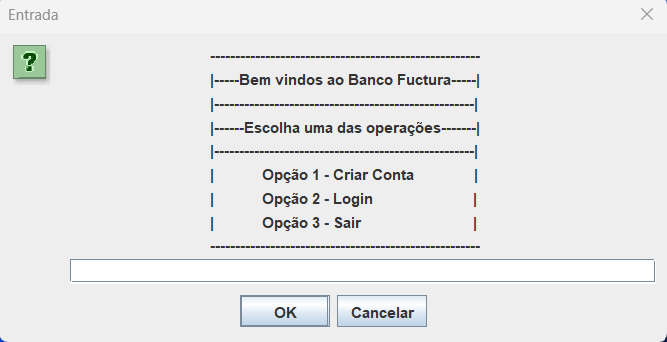 Entrada
------------------------------------------------------
|-----Bem vindos ao Banco Fuctura-----|
|----------------------------------------------------|
|------Escolha uma das operações-------|
|----------------------------------------------------|
| Opção 1 - Criar Conta |
| Opção 2 - Login |
| Opção 3 - Sair |
------------------------------------------------------
OK Cancelar